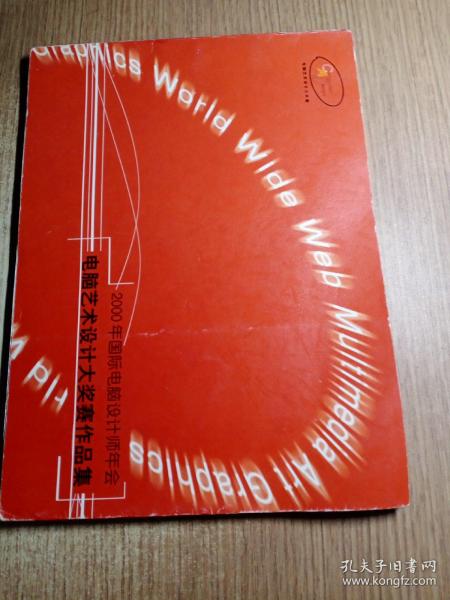 Graphics World Wide Web Multimedia Art Graphics
rld W
2000年国际电脑设计师年会
电脑艺术设计大奖赛作品集
孔夫子旧书网
www.kongfz.com